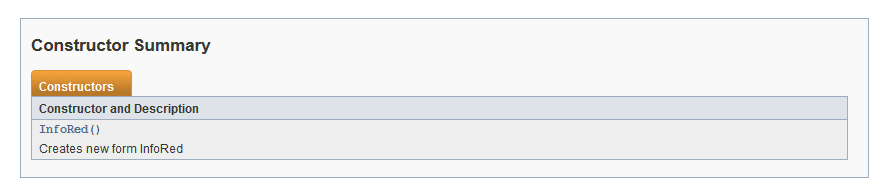 Constructor Summary
Constructors
Constructor and Description
InfoRed()
Creates new form InfoRed